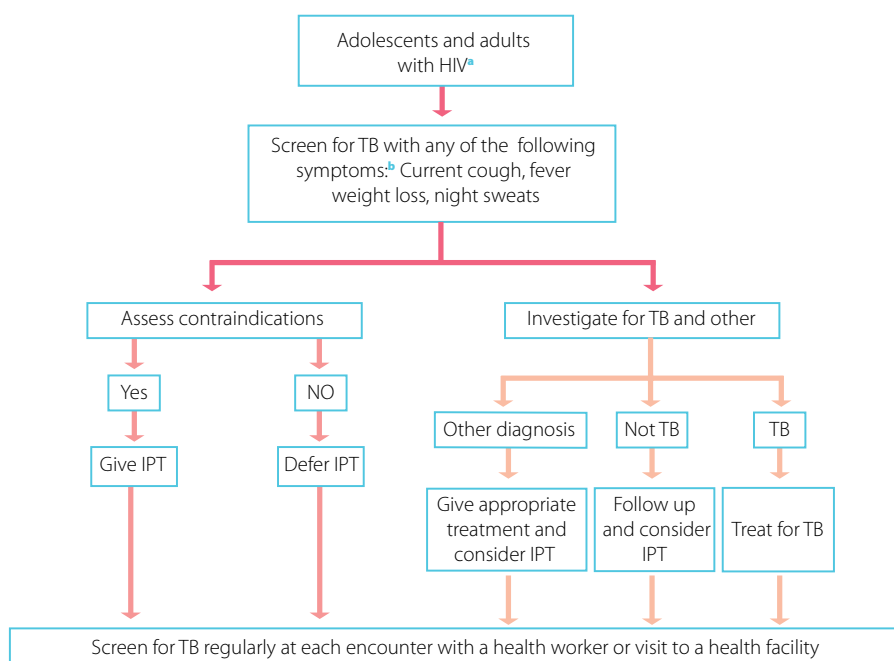 Adolescents and adults
with HIVa
Screen for TB with any of the following
symptoms:b Current cough, fever
weight loss, night sweats
Assess contraindications
Investigate for TB and other
Yes
NO
Other diagnosis
Not TB
TB
Give IPT
Defer IPT
Give appropriate
treatment and
consider IPT
Follow up
and consider
IPT
Treat for TB
Screen for TB regularly at each encounter with a health worker or visit to a health facility